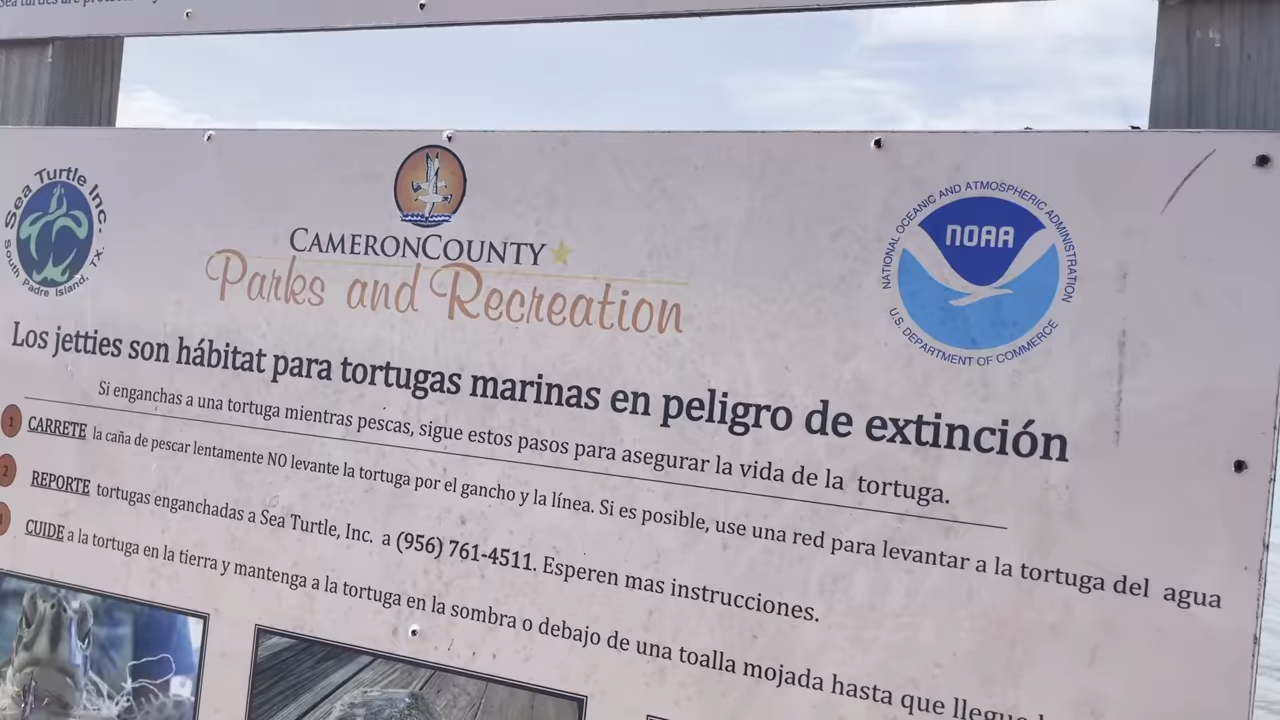 Sea Turtle Inc.
South Padre Island, TX.
CAMERONCOUNTY
Parks and Recreation
NATIONAL OCEANIC AND ATMOSPHERIC ADMINISTRATION
NOAA
U.S. DEPARTMENT OF COMMERCE
Los jetties son hábitat para tortugas marinas en peligro de extinción
Si enganchas a una tortuga mientras pescas, sigue estos pasos para asegurar la vida de la tortuga.
1 CARRETE la caña de pescar lentamente NO levante la tortuga por el gancho y la línea. Si es posible, use una red para levantar a la tortuga del agua
2 REPORTE tortugas enganchadas a Sea Turtle, Inc. a (956) 761-4511. Esperen mas instrucciones.
CUIDE a la tortuga en la tierra y mantenga a la tortuga en la sombra o debajo de una toalla mojada hasta que